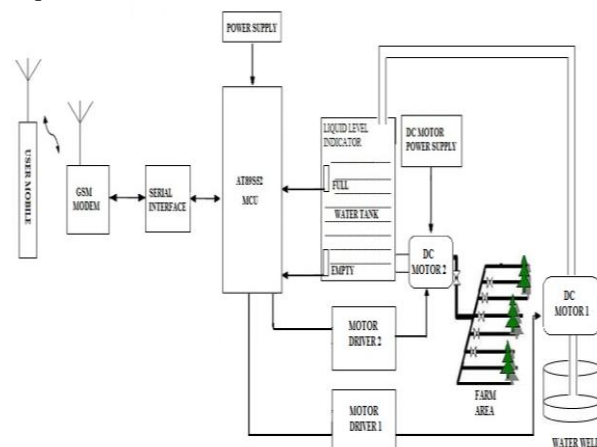 POWER SUPPLY
USER MOBILE
GSM
MODEM
SERIAL
INTERFACE
AT89S52
MCU
LIQUID LEVEL
INDICATOR
FULL
WATER TANK
EMPTY
DC MOTOR
POWER SUPPLY
DC
MOTOR 2
MOTOR
DRIVER 2
MOTOR
DRIVER 1
FARM
AREA
DC
MOTOR 1
WATER WELL